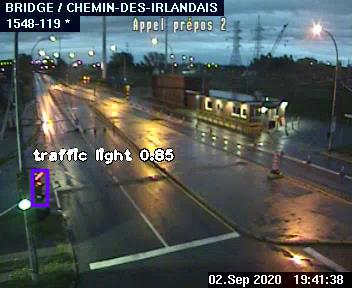 BRIDGE / CHEMIN-DES-IRLANDAIS
1548-119 *
Appel prépos 2
traffic light 0.85
02.Sep 2020 19:41:38